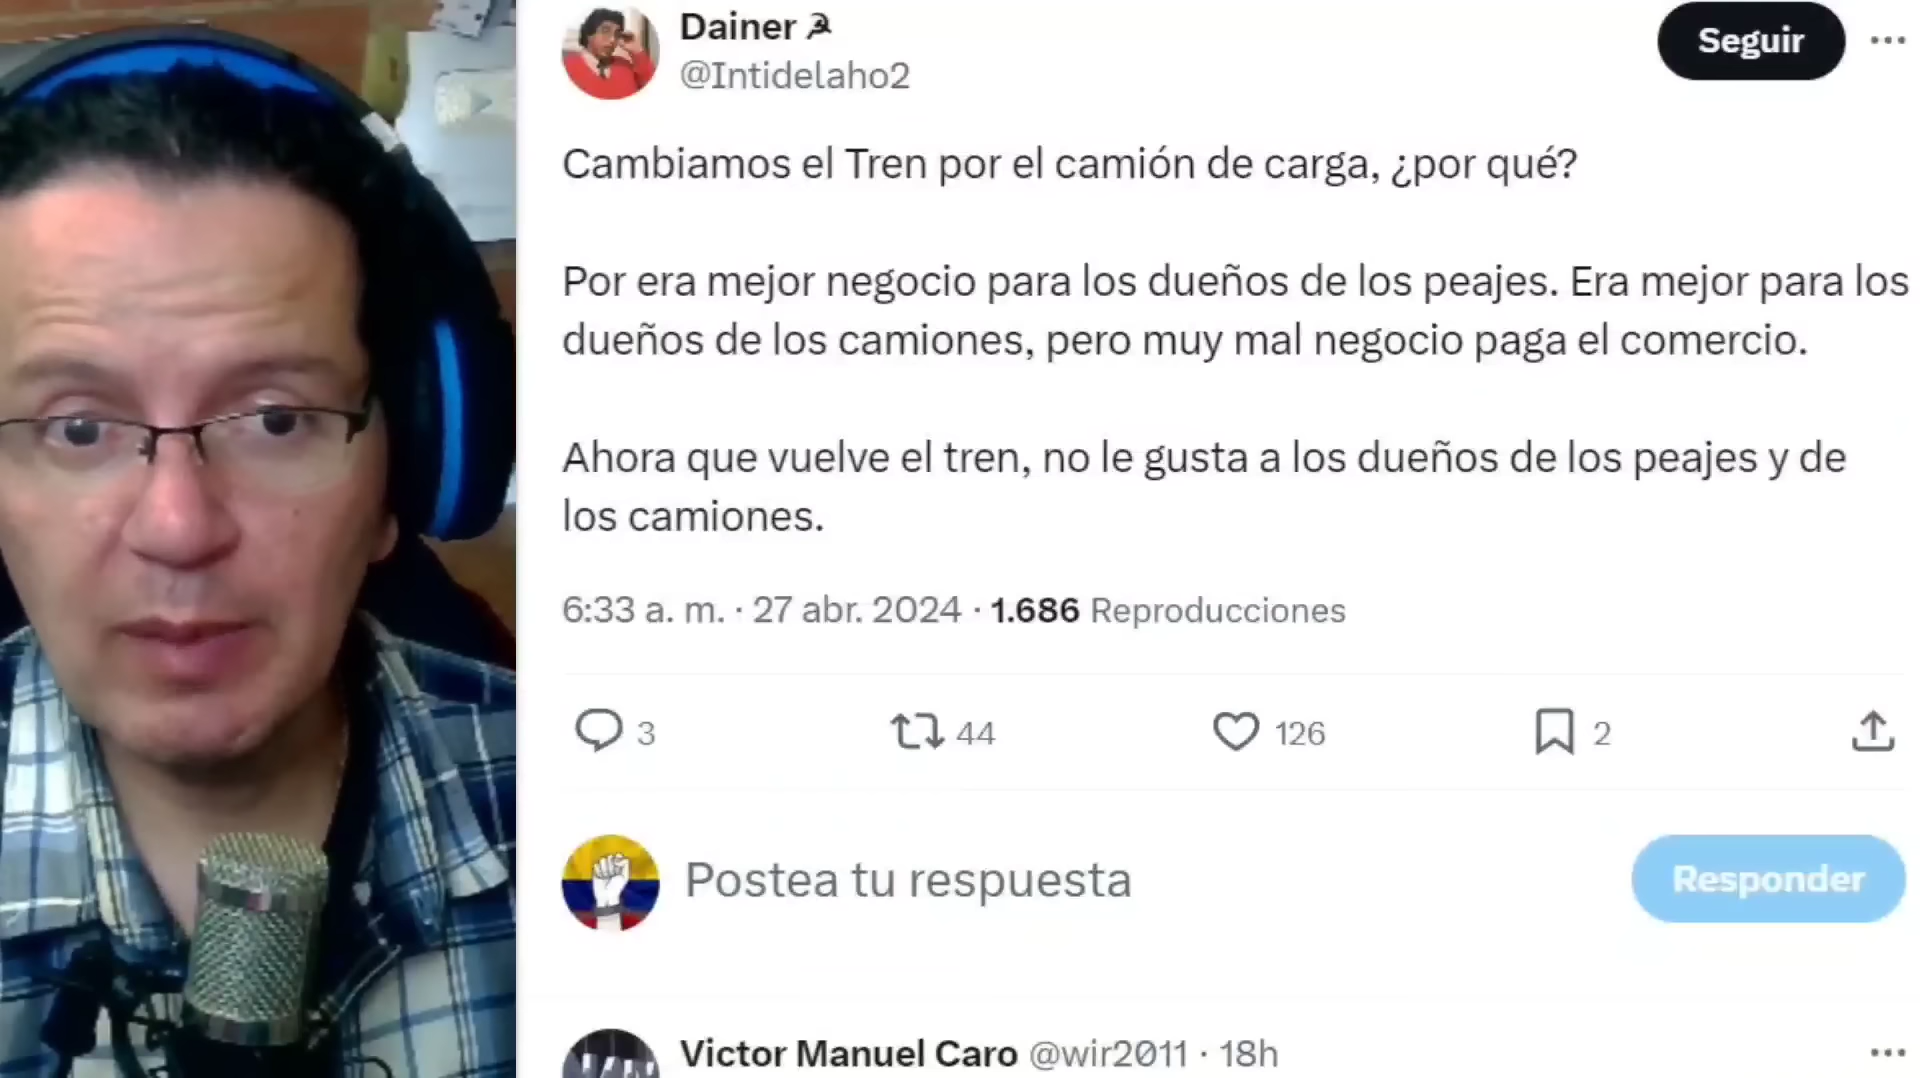 Dainer ☭
@Intidelaho2
Seguir
Cambiamos el Tren por el camión de carga, ¿por qué?
Por era mejor negocio para los dueños de los peajes. Era mejor para los
dueños de los camiones, pero muy mal negocio paga el comercio.
Ahora que vuelve el tren, no le gusta a los dueños de los peajes y de
los camiones.
6:33 a. m. · 27 abr. 2024 · 1.686 Reproducciones
3 44 126 2
Postea tu respuesta
Responder
Victor Manuel Caro @wir2011 · 18h